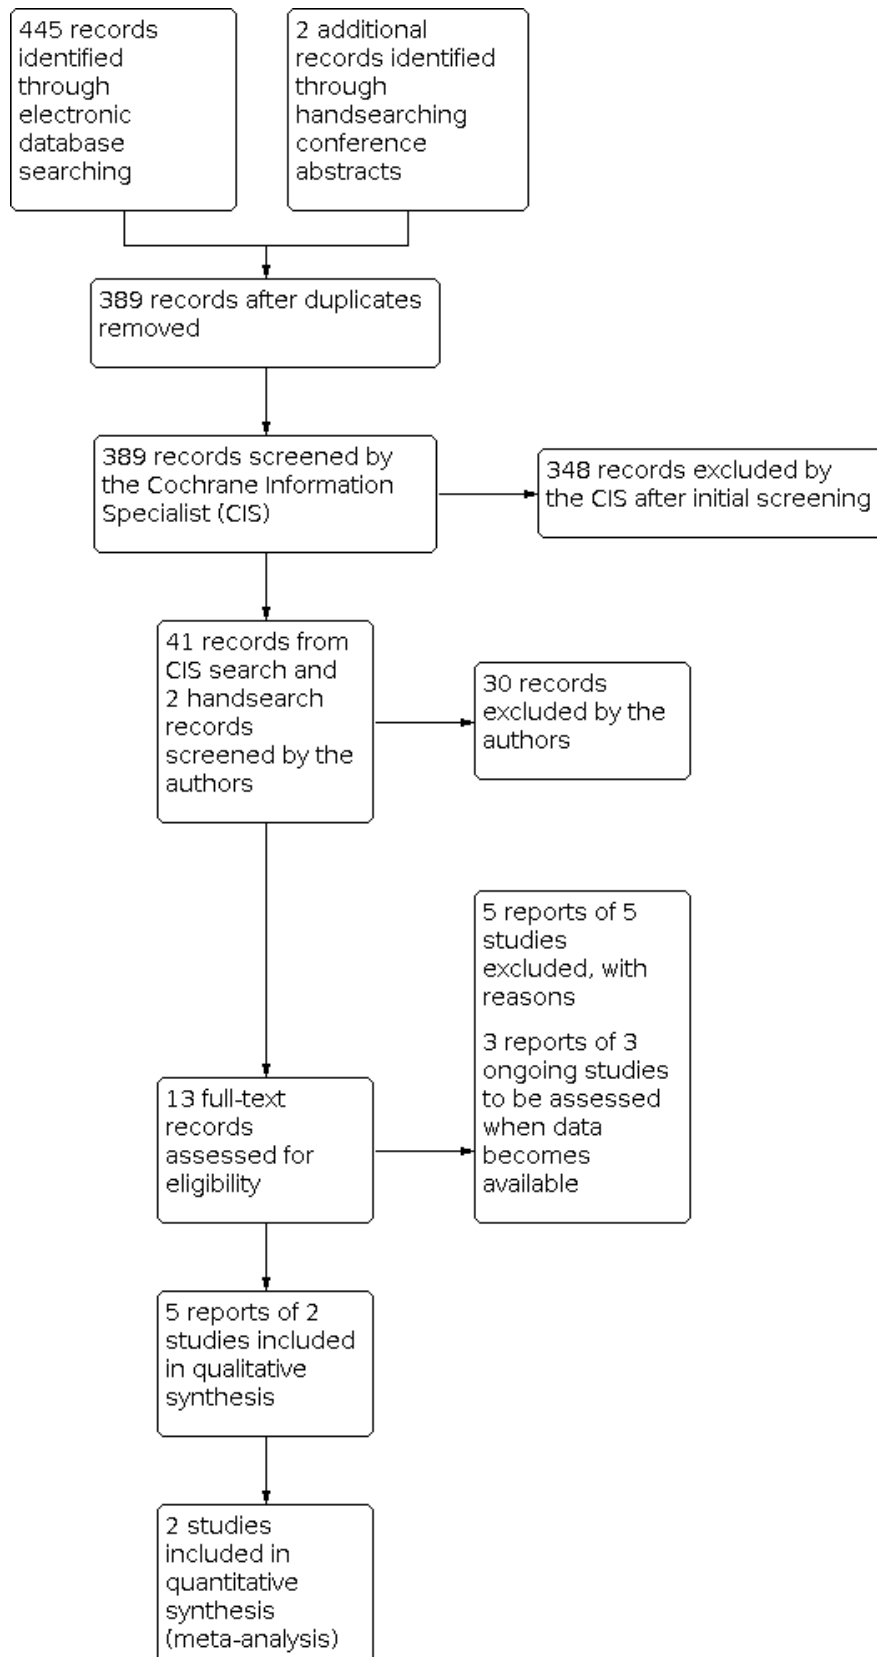 445 records
identified
through
electronic
database
searching
2 additional
records identified
through
handsearching
conference
abstracts
389 records after duplicates
removed
389 records screened by
the Cochrane Information
Specialist (CIS)
348 records excluded by
the CIS after initial screening
41 records from
CIS search and
2 handsearch
records
screened by the
authors
30 records
excluded by the
authors
5 reports of 5
studies
excluded, with
reasons
3 reports of 3
ongoing studies
to be assessed
when data
becomes
available
13 full-text
records
assessed for
eligibility
5 reports of 2
studies included
in qualitative
synthesis
2 studies
included in
quantitative
synthesis
(meta-analysis)